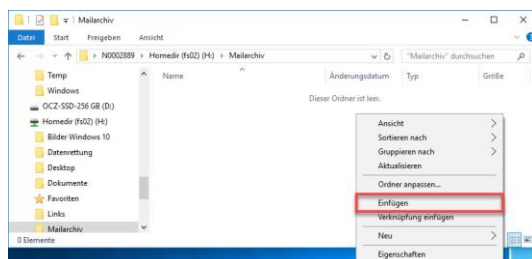 Mailarchiv
Datei Start Freigeben Ansicht
N0002889 > Homedir (fs02) (H:) > Mailarchiv
"Mailarchiv" durchsuchen
Name Änderungsdatum Typ Größe
Dieser Ordner ist leer.
Temp
Windows
OCZ-SSD-256 GB (D:)
Homedir (fs02) (H:)
Bilder Windows 10
Datenrettung
Desktop
Dokumente
Favoriten
Links
Mailarchiv
0 Elemente
Ansicht
Sortieren nach
Gruppieren nach
Aktualisieren
Ordner anpassen...
Einfügen
Verknüpfung einfügen
Neu
Eigenschaften